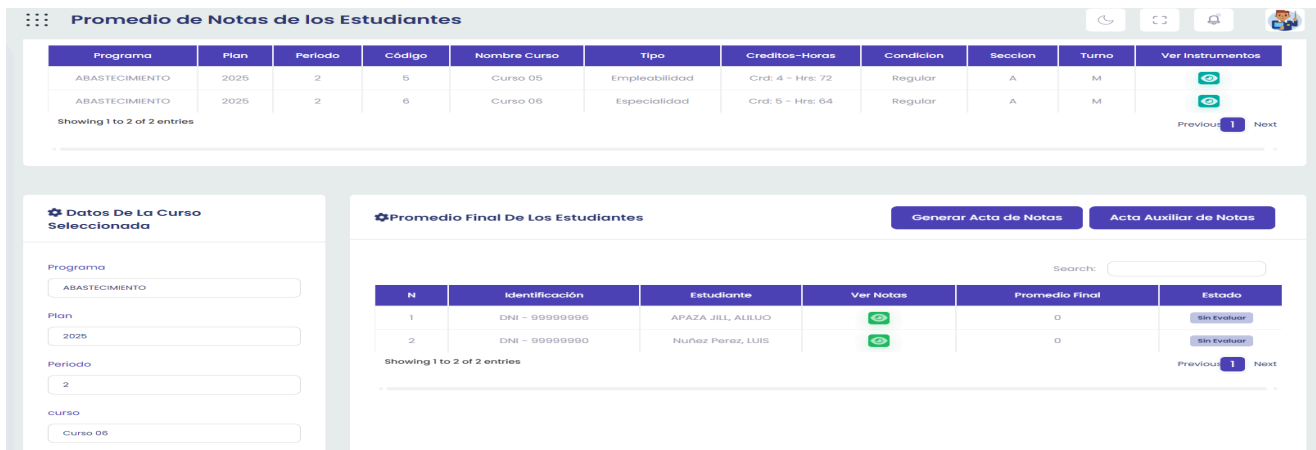 Promedio de Notas de los Estudiantes
Programa Plan Periodo Código Nombre Curso Tipo Creditos-Horas Condicion Seccion Turno Ver Instrumentos
ABASTECIMIENTO 2025 2 5 Curso 05 Empleabilidad Crd: 4 - Hrs: 72 Regular A M
ABASTECIMIENTO 2025 2 6 Curso 06 Especialidad Crd: 5 - Hrs: 64 Regular A M
Showing 1 to 2 of 2 entries
Previous 1 Next
Datos De La Curso
Seleccionada
Programa
ABASTECIMIENTO
Plan
2025
Periodo
2
curso
Curso 06
Promedio Final De Los Estudiantes
Generar Acta de Notas
Acta Auxiliar de Notas
Search:
N Identificación Estudiante Ver Notas Promedio Final Estado
1 DNI - 99999996 APAZA JILL, ALILUO 0 Sin Evaluar
2 DNI - 99999990 Nuñez Perez, LUIS 0 Sin Evaluar
Showing 1 to 2 of 2 entries
Previous 1 Next